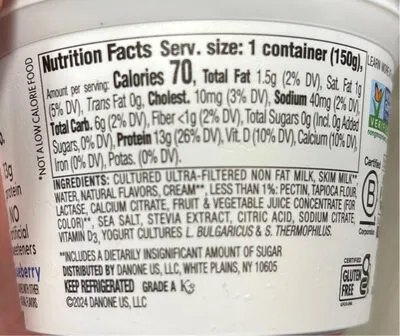 Nutrition Facts Serv. size: 1 container (150g),
Amount per serving: Calories 70, Total Fat 1.5g (2% DV), Sat. Fat 1g
(5% DV), Trans Fat 0g, Cholest. 10mg (3% DV), Sodium 40mg (2% DV),
Total Carb. 6g (2% DV), Fiber <1g (2% DV), Total Sugars 0g (Incl. 0g Added
Sugars, 0% DV), Protein 13g (26% DV), Vit. D (10% DV), Calcium (10% DV),
Iron (0% DV), Potas. (0% DV).
INGREDIENTS: CULTURED ULTRA-FILTERED NON FAT MILK, SKIM MILK**,
WATER, NATURAL FLAVORS, CREAM**, LESS THAN 1%: PECTIN, TAPIOCA FLOUR,
LACTASE, CALCIUM CITRATE, FRUIT & VEGETABLE JUICE CONCENTRATE (FOR
COLOR)**, SEA SALT, STEVIA EXTRACT, CITRIC ACID, SODIUM CITRATE,
VITAMIN D3, YOGURT CULTURES L. BULGARICUS & S. THERMOPHILUS.
**INCLUDES A DIETARILY INSIGNIFICANT AMOUNT OF SUGAR
DISTRIBUTED BY DANONE US, LLC, WHITE PLAINS, NY 10605
KEEP REFRIGERATED GRADE A
©2024 DANONE US, LLC
*NOT A LOW CALORIE FOOD
13g
NO
LEARN
Certified
B
Corporation
CERTIFIED
GLUTEN
FREE